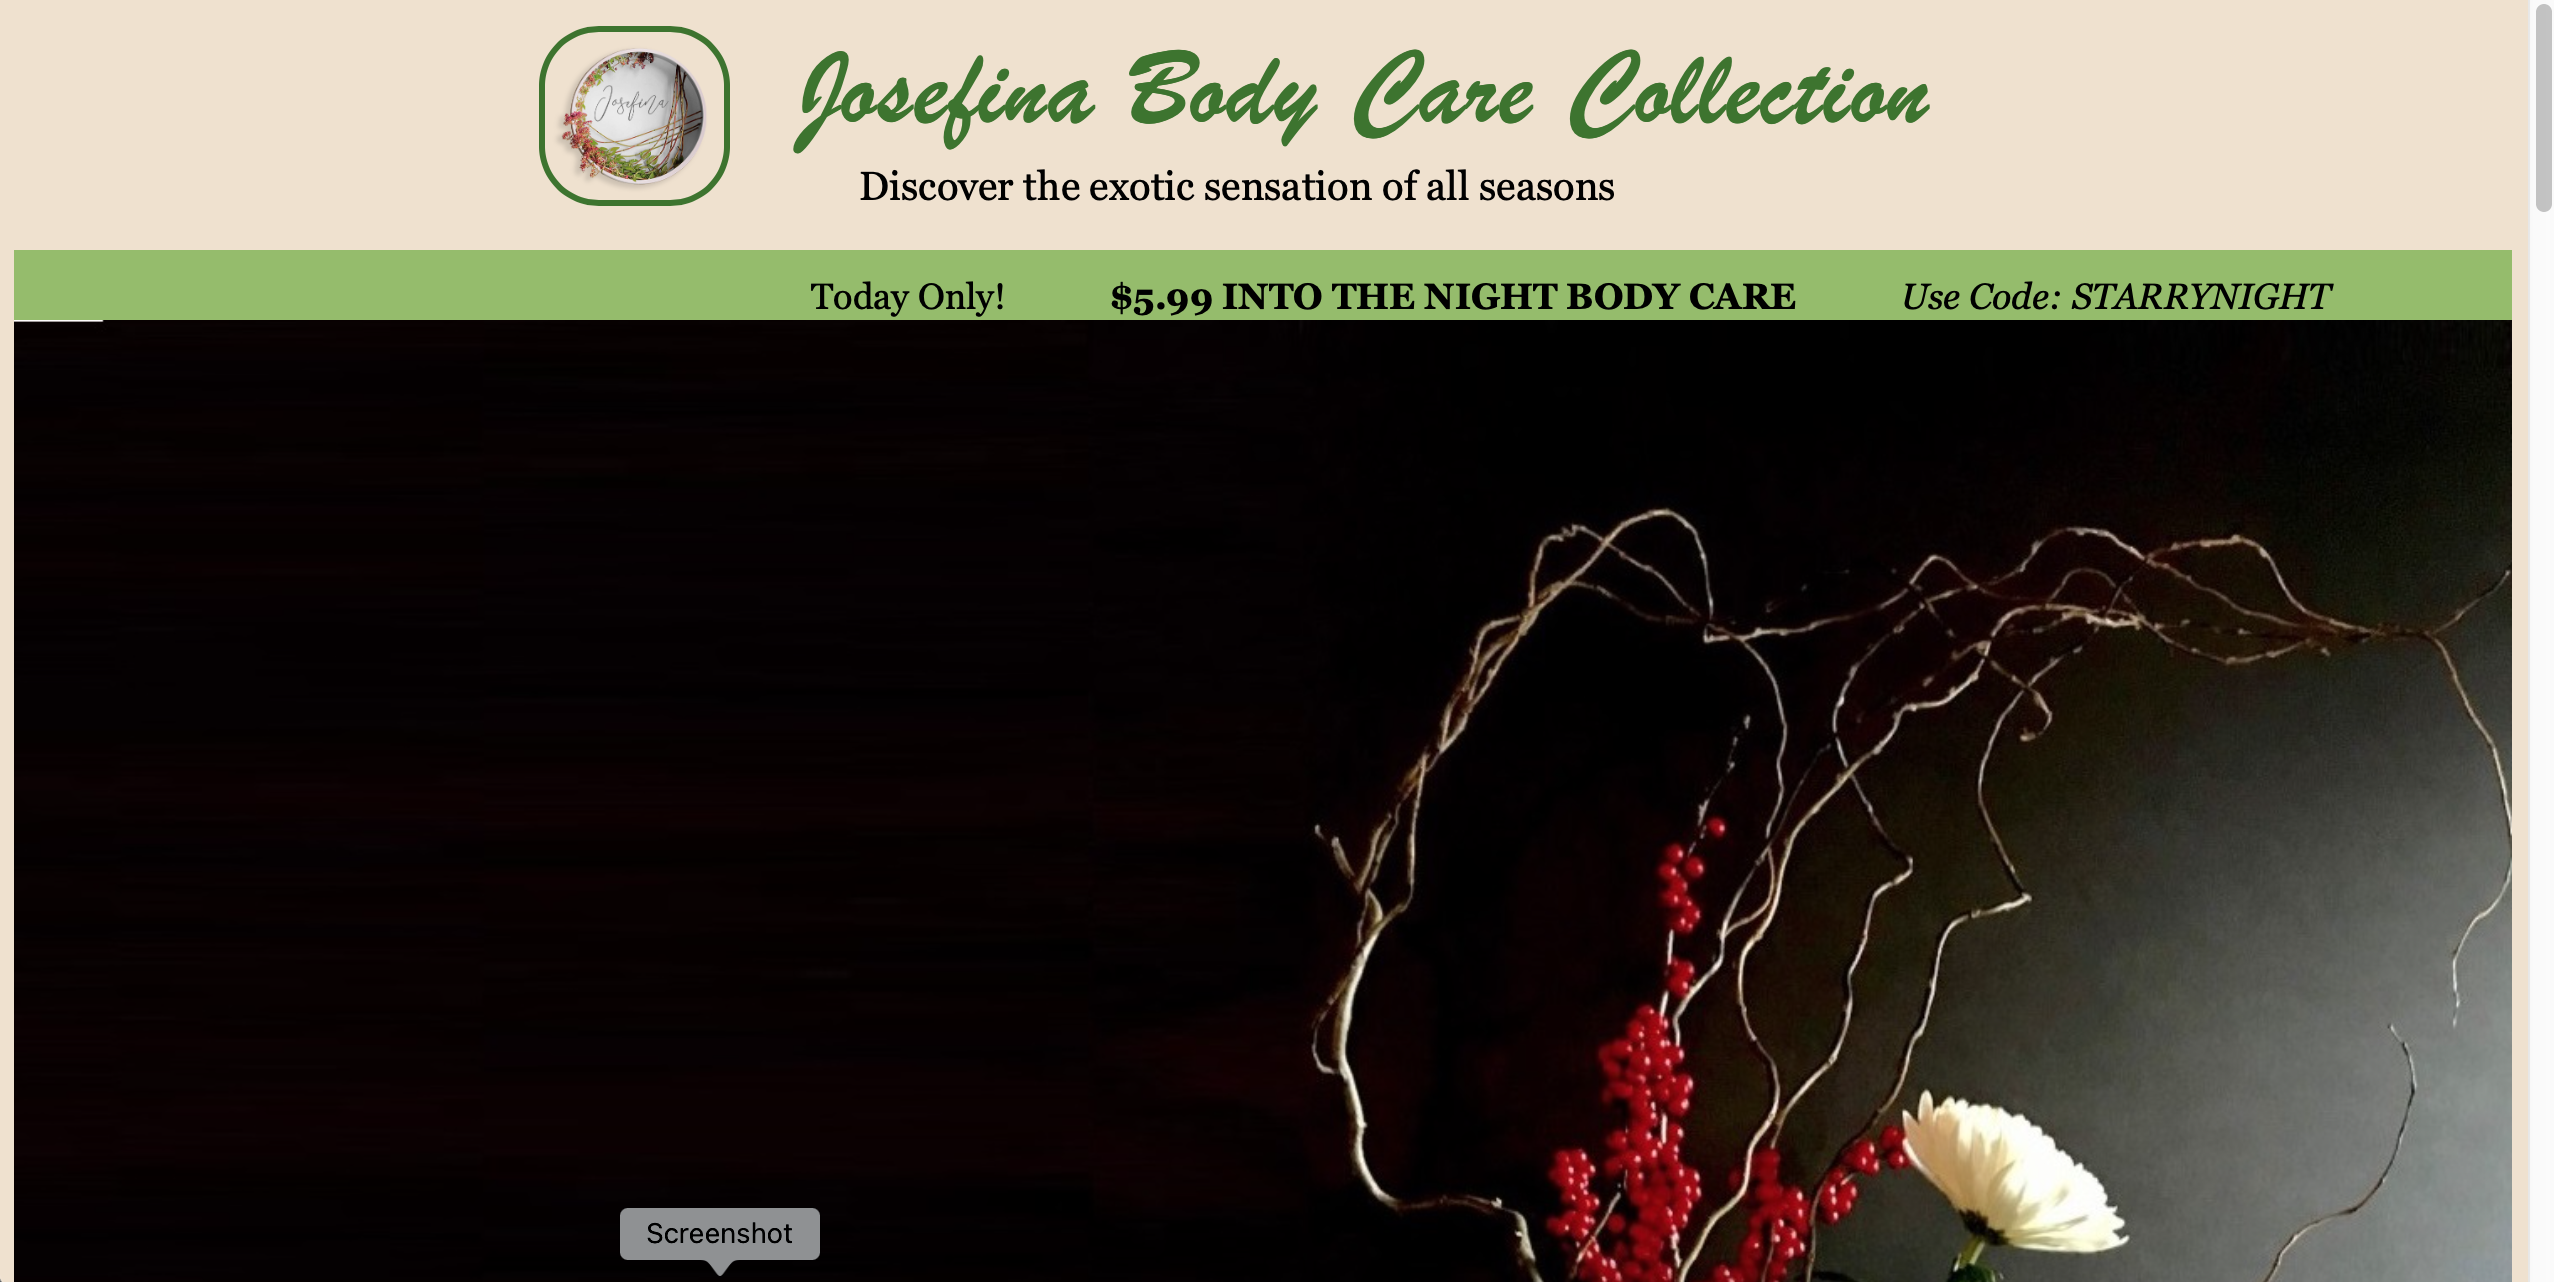 Josefina
Josefina Body Care Collection
Discover the exotic sensation of all seasons
Today Only! $5.99 INTO THE NIGHT BODY CARE Use Code: STARRYNIGHT
Screenshot